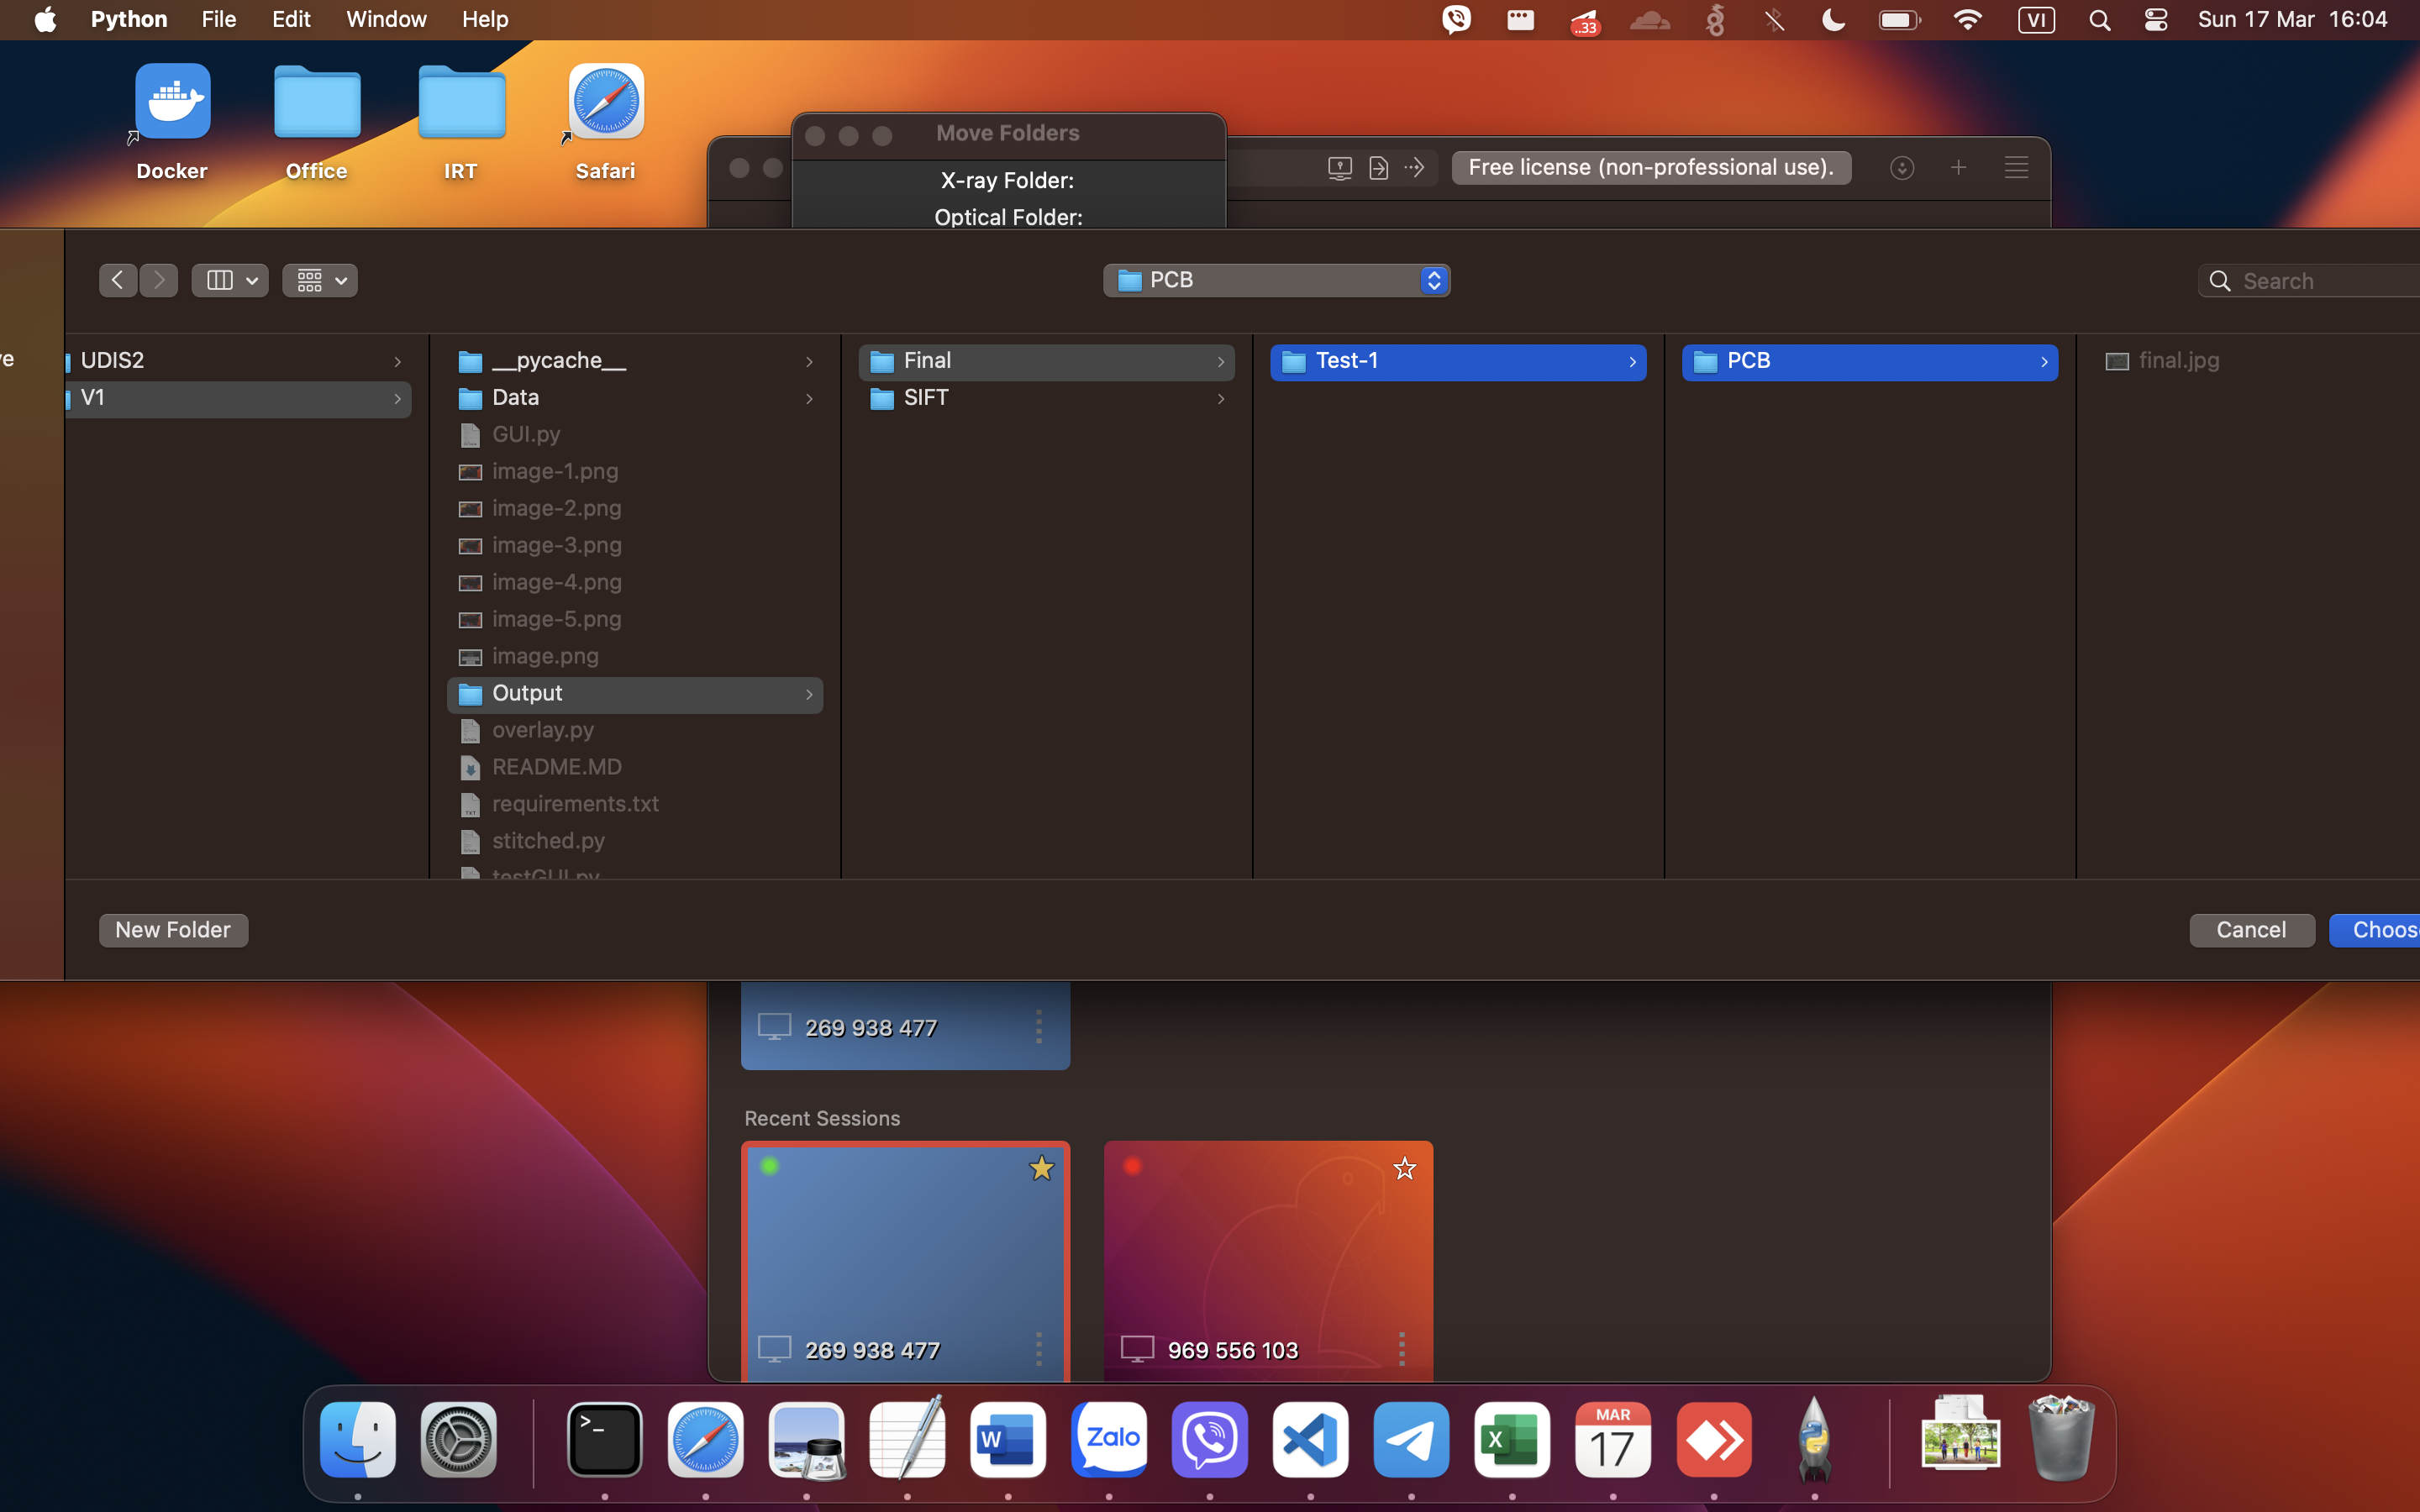 Python File Edit Window Help
..33
VI
Sun 17 Mar 16:04
Docker
Office
IRT
Safari
Move Folders
X-ray Folder:
Optical Folder:
Free license (non-professional use).
PCB
Search
ve
UDIS2
V1
__pycache__
Data
GUI.py
image-1.png
image-2.png
image-3.png
image-4.png
image-5.png
image.png
Output
overlay.py
README.MD
requirements.txt
stitched.py
testGUI.py
Final
SIFT
Test-1
PCB
final.jpg
New Folder
Cancel
Choos
269 938 477
Recent Sessions
269 938 477
969 556 103
>_
W
Zalo
X
MAR
17